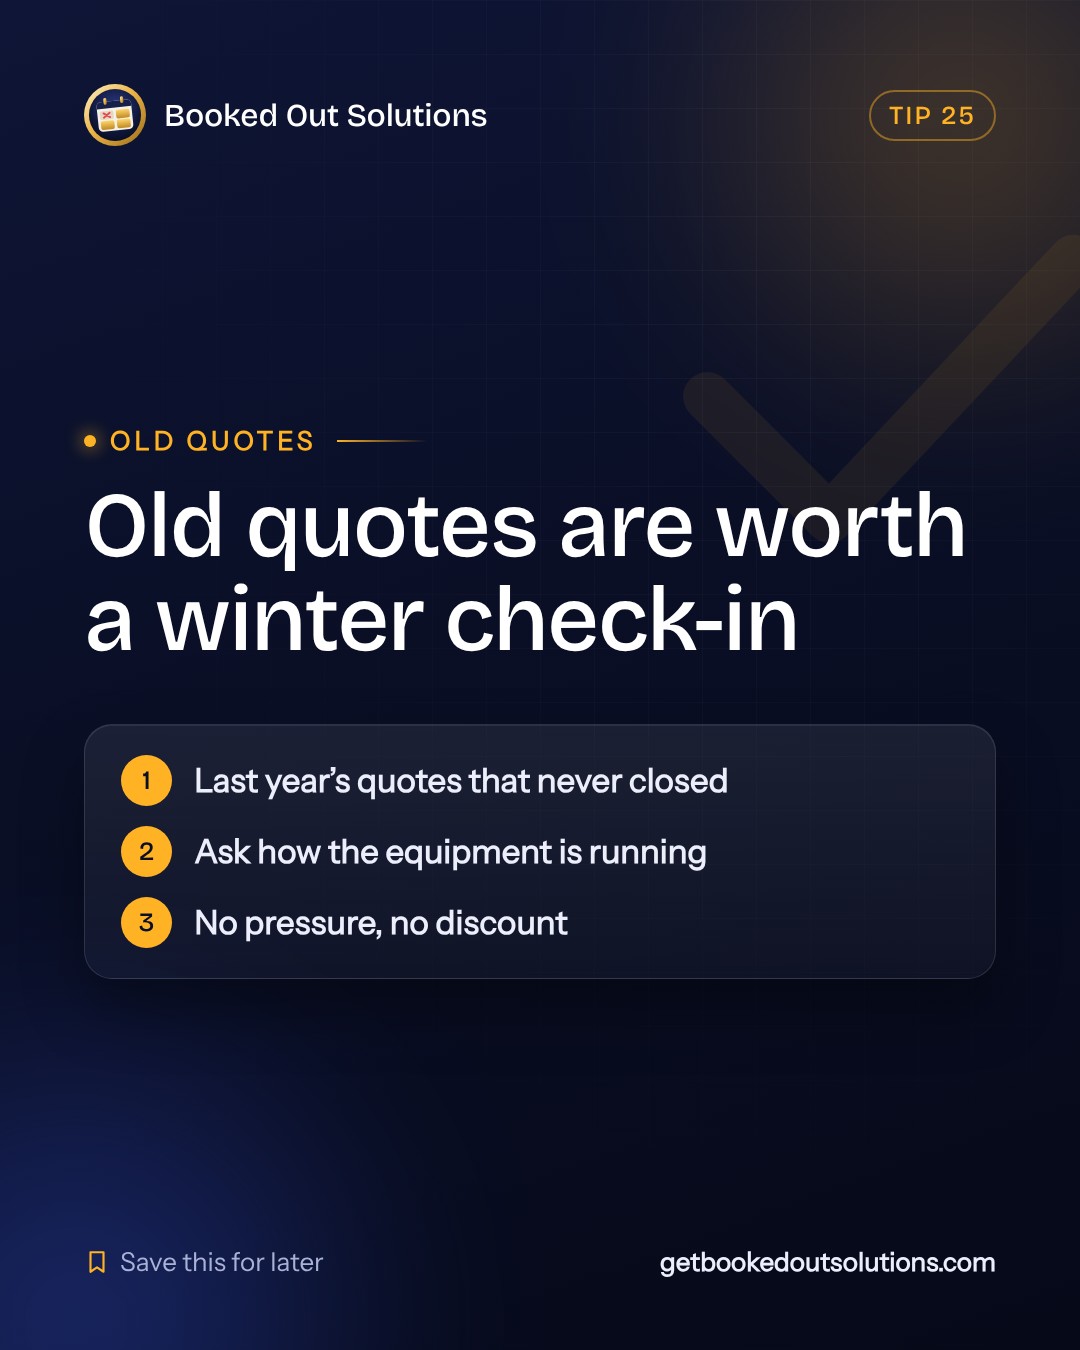 Booked Out Solutions
TIP 25
OLD QUOTES
Old quotes are worth
a winter check-in
1 Last year’s quotes that never closed
2 Ask how the equipment is running
3 No pressure, no discount
Save this for later
getbookedoutsolutions.com